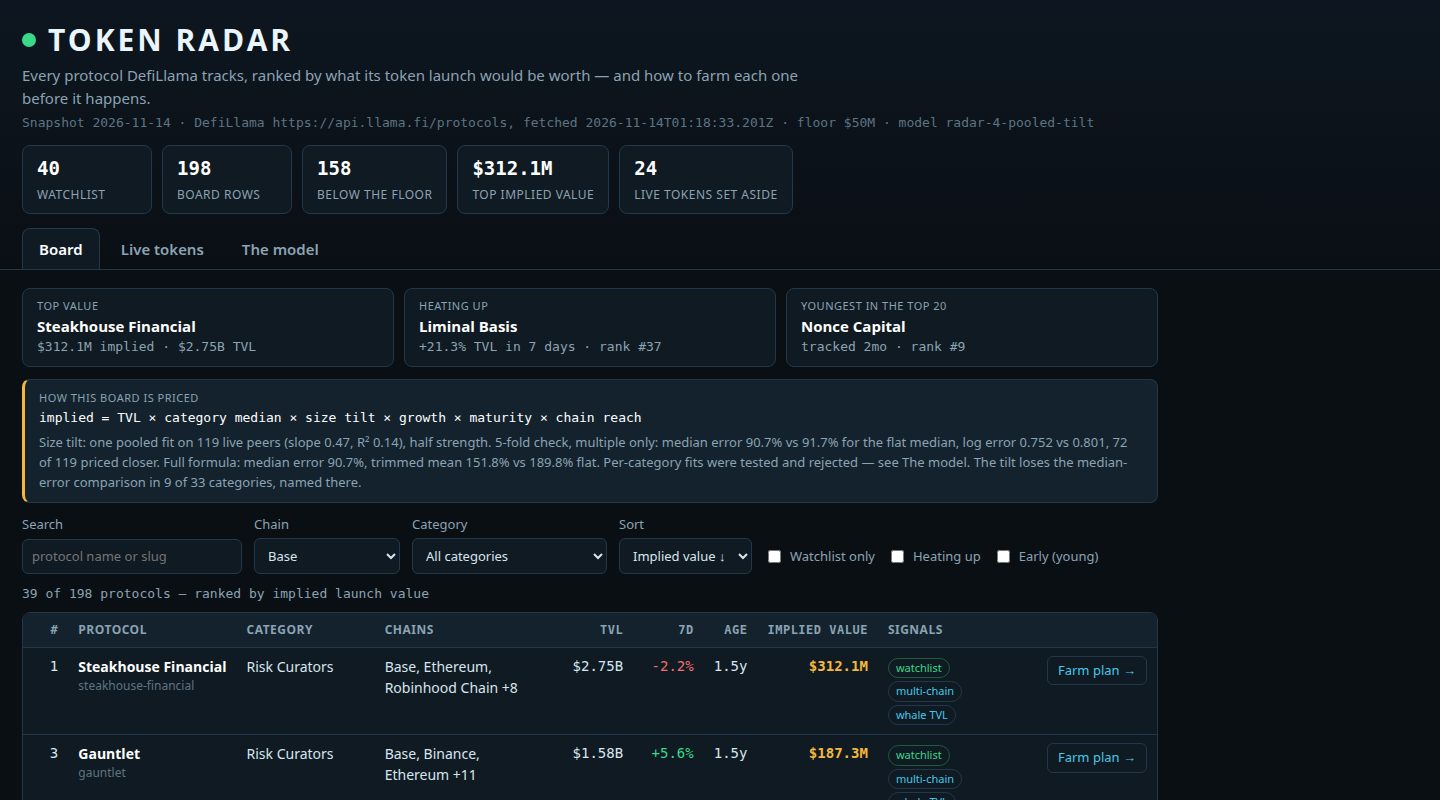 TOKEN RADAR
Every protocol DefiLlama tracks, ranked by what its token launch would be worth — and how to farm each one
before it happens.
Snapshot 2026-11-14 · DefiLlama https://api.llama.fi/protocols, fetched 2026-11-14T01:18:33.201Z · floor $50M · model radar-4-pooled-tilt
40
WATCHLIST
198
BOARD ROWS
158
BELOW THE FLOOR
$312.1M
TOP IMPLIED VALUE
24
LIVE TOKENS SET ASIDE
Board
Live tokens
The model
TOP VALUE
Steakhouse Financial
$312.1M implied · $2.75B TVL
HEATING UP
Liminal Basis
+21.3% TVL in 7 days · rank #37
YOUNGEST IN THE TOP 20
Nonce Capital
tracked 2mo · rank #9
HOW THIS BOARD IS PRICED
implied = TVL × category median × size tilt × growth × maturity × chain reach
Size tilt: one pooled fit on 119 live peers (slope 0.47, R² 0.14), half strength. 5-fold check, multiple only: median error 90.7% vs 91.7% for the flat median, log error 0.752 vs 0.801, 72
of 119 priced closer. Full formula: median error 90.7%, trimmed mean 151.8% vs 189.8% flat. Per-category fits were tested and rejected — see The model. The tilt loses the median-
error comparison in 9 of 33 categories, named there.
Search
Chain
Category
Sort
protocol name or slug
Base
All categories
Implied value ↓
Watchlist only
Heating up
Early (young)
39 of 198 protocols — ranked by implied launch value
# PROTOCOL CATEGORY CHAINS TVL 7D AGE IMPLIED VALUE SIGNALS
1 Steakhouse Financial Risk Curators Base, Ethereum, $2.75B -2.2% 1.5y $312.1M watchlist Farm plan →
steakhouse-financial Robinhood Chain +8 multi-chain
whale TVL
3 Gauntlet Risk Curators Base, Binance, $1.58B +5.6% 1.5y $187.3M watchlist Farm plan →
gauntlet Ethereum +11 multi-chain
whale TVL